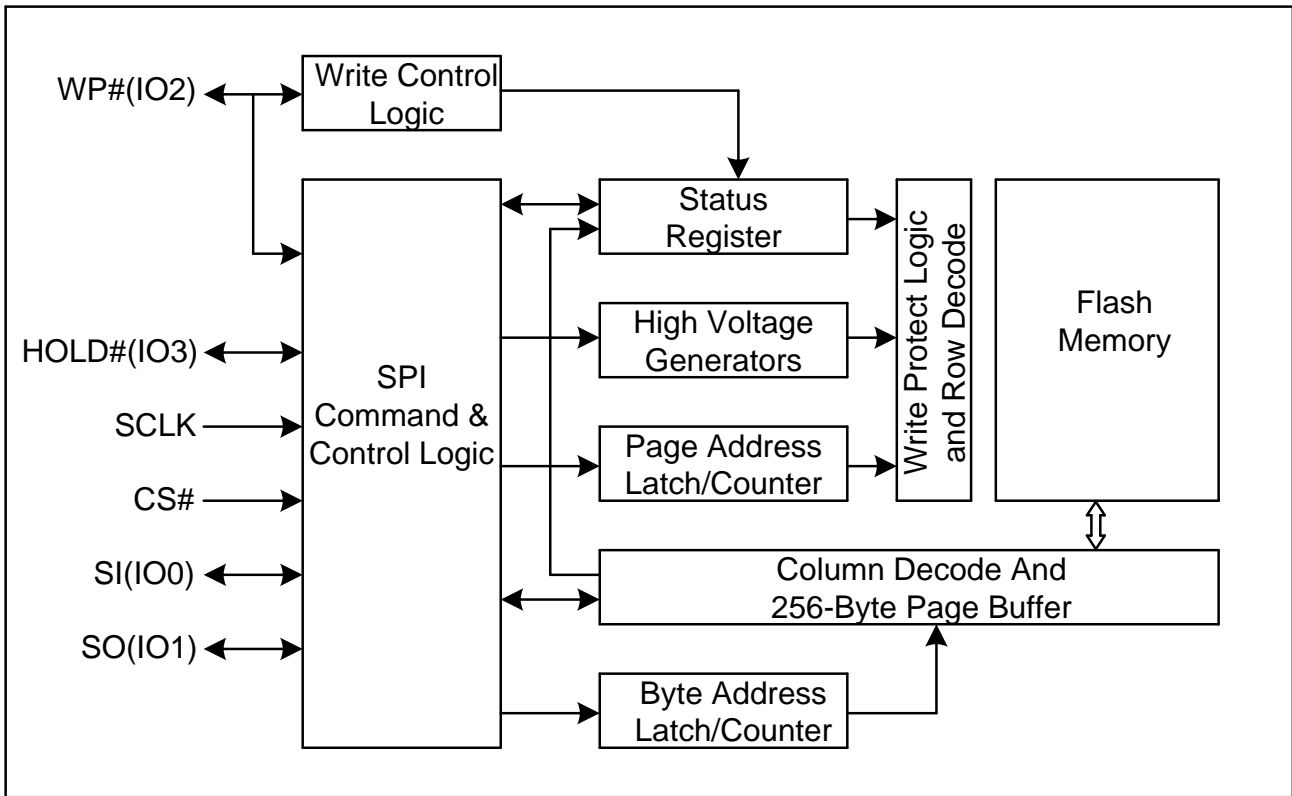 WP#(IO2)
Write Control
Logic
HOLD#(IO3)
SCLK
CS#
SI(IO0)
SO(IO1)
SPI
Command &
Control Logic
Status
Register
High Voltage
Generators
Page Address
Latch/Counter
Write Protect Logic
and Row Decode
Flash
Memory
Column Decode And
256-Byte Page Buffer
Byte Address
Latch/Counter